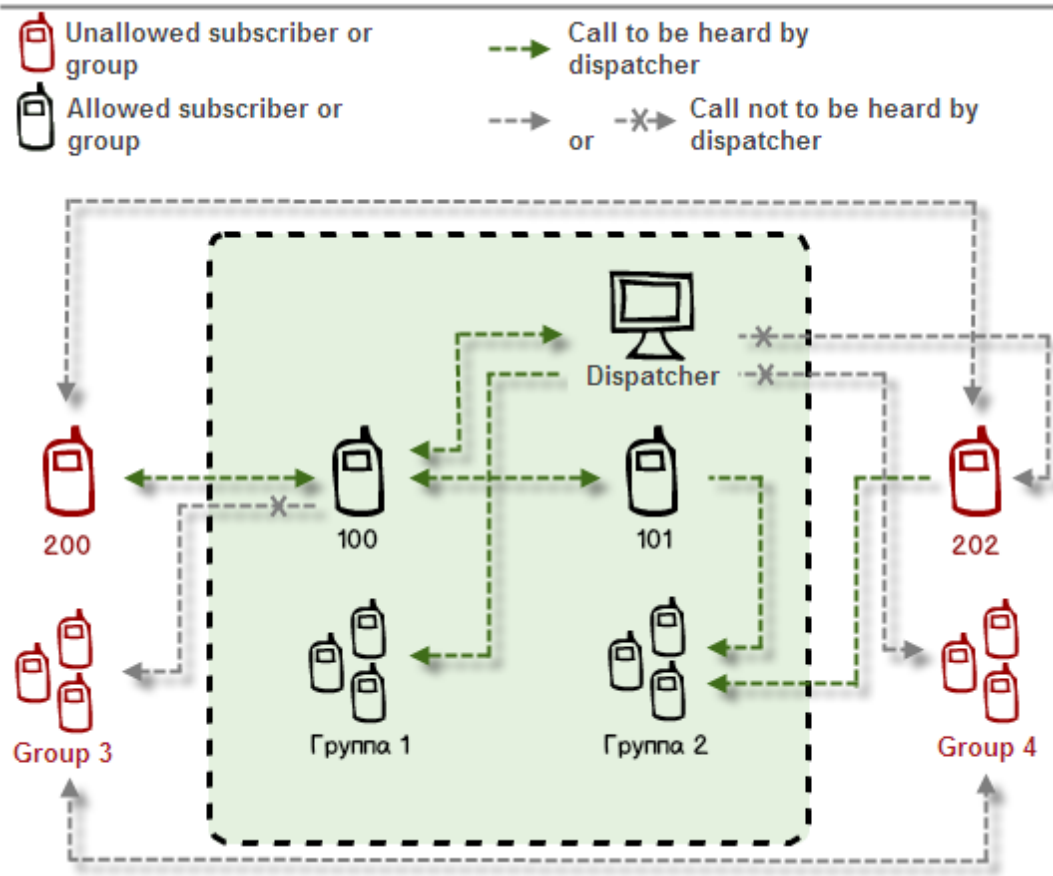 Unallowed subscriber or
group
Call to be heard by
dispatcher
Allowed subscriber or
group
or
Call not to be heard by
dispatcher
Dispatcher
200
100
101
202
Group 3
Группа 1
Группа 2
Group 4